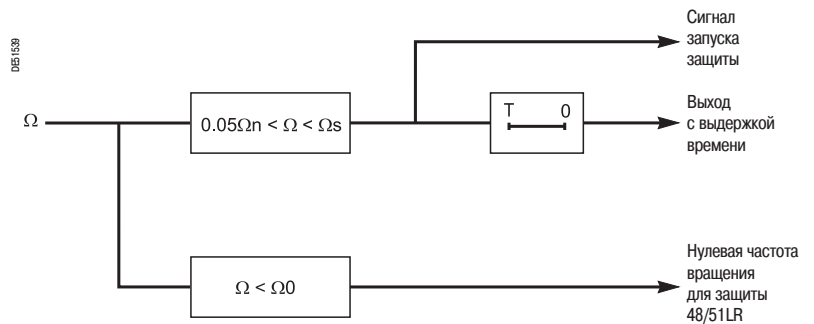 DE51539
Сигнал
запуска
защиты
Ω
0.05Ωn < Ω < Ωs
T 0
Выход
с выдержкой
времени
Ω < Ω0
Нулевая частота
вращения
для защиты
48/51LR